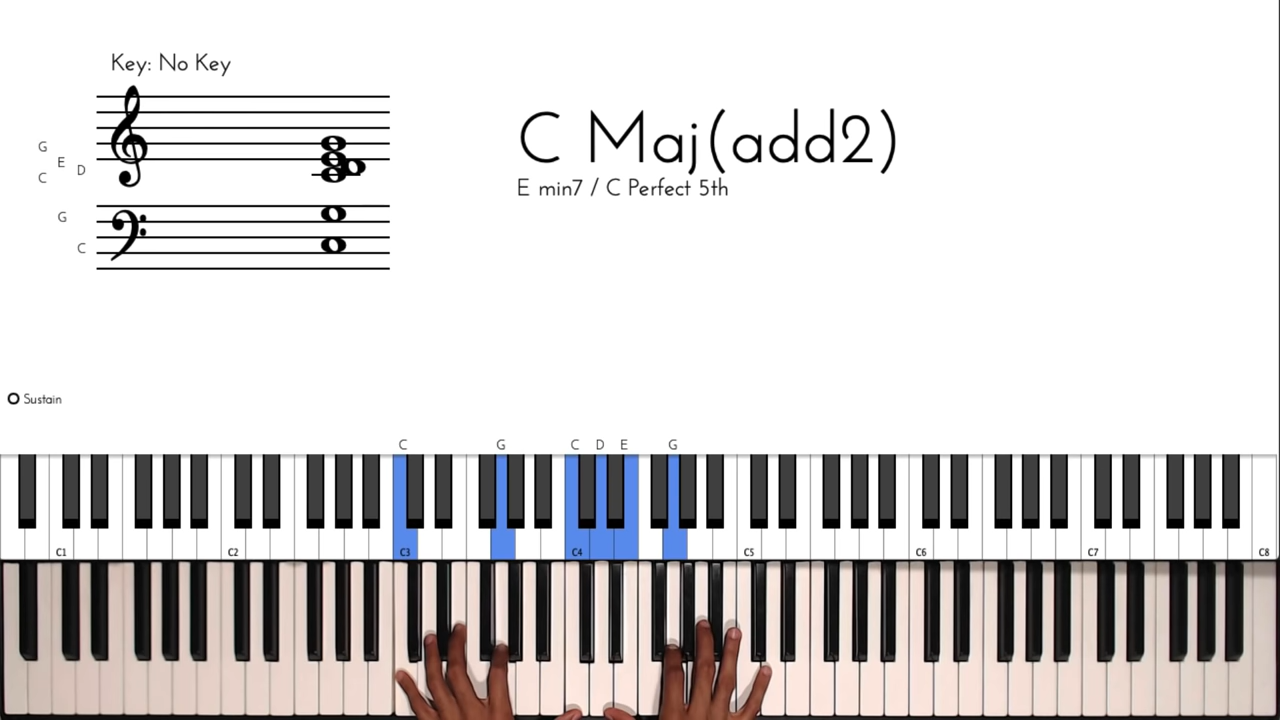 Key: No Key
C Maj(add2)
E min7 / C Perfect 5th
G
E
D
C
G
C
Sustain
C G C D E G
C1 C2 C3 C4 C5 C6 C7 C8